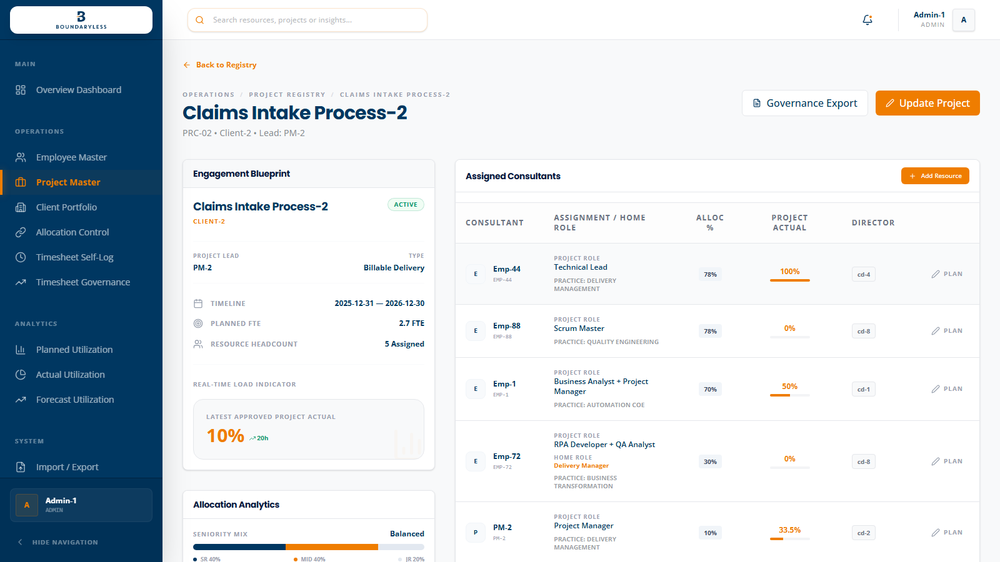 B
BOUNDARYLESS
MAIN
Overview Dashboard
OPERATIONS
Employee Master
Project Master
Client Portfolio
Allocation Control
Timesheet Self-Log
Timesheet Governance
ANALYTICS
Planned Utilization
Actual Utilization
Forecast Utilization
SYSTEM
Import / Export
A
Admin-1
ADMIN
HIDE NAVIGATION
Search resources, projects or insights...
Admin-1
ADMIN
A
Back to Registry
OPERATIONS / PROJECT REGISTRY / CLAIMS INTAKE PROCESS-2
Claims Intake Process-2
PRC-02 • Client-2 • Lead: PM-2
Governance Export
Update Project
Engagement Blueprint
Claims Intake Process-2
ACTIVE
CLIENT-2
PROJECT LEAD
TYPE
PM-2
Billable Delivery
TIMELINE
2025-12-31 — 2026-12-30
PLANNED FTE
2.7 FTE
RESOURCE HEADCOUNT
5 Assigned
REAL-TIME LOAD INDICATOR
LATEST APPROVED PROJECT ACTUAL
10%
20h
Allocation Analytics
SENIORITY MIX
Balanced
SR 40%
MID 40%
JR 20%
Assigned Consultants
Add Resource
CONSULTANT
ASSIGNMENT / HOME
ROLE
ALLOC
%
PROJECT
ACTUAL
DIRECTOR
E
Emp-44
EMP-44
PROJECT ROLE
Technical Lead
PRACTICE: DELIVERY
MANAGEMENT
78%
100%
cd-4
PLAN
E
Emp-88
EMP-88
PROJECT ROLE
Scrum Master
PRACTICE: QUALITY ENGINEERING
78%
0%
cd-8
PLAN
E
Emp-1
EMP-1
PROJECT ROLE
Business Analyst + Project
Manager
PRACTICE: AUTOMATION COE
70%
50%
cd-1
PLAN
E
Emp-72
EMP-72
PROJECT ROLE
RPA Developer + QA Analyst
HOME ROLE
Delivery Manager
PRACTICE: BUSINESS
TRANSFORMATION
30%
0%
cd-8
PLAN
P
PM-2
PM-2
PROJECT ROLE
Project Manager
PRACTICE: DELIVERY
MANAGEMENT
10%
33.5%
cd-2
PLAN